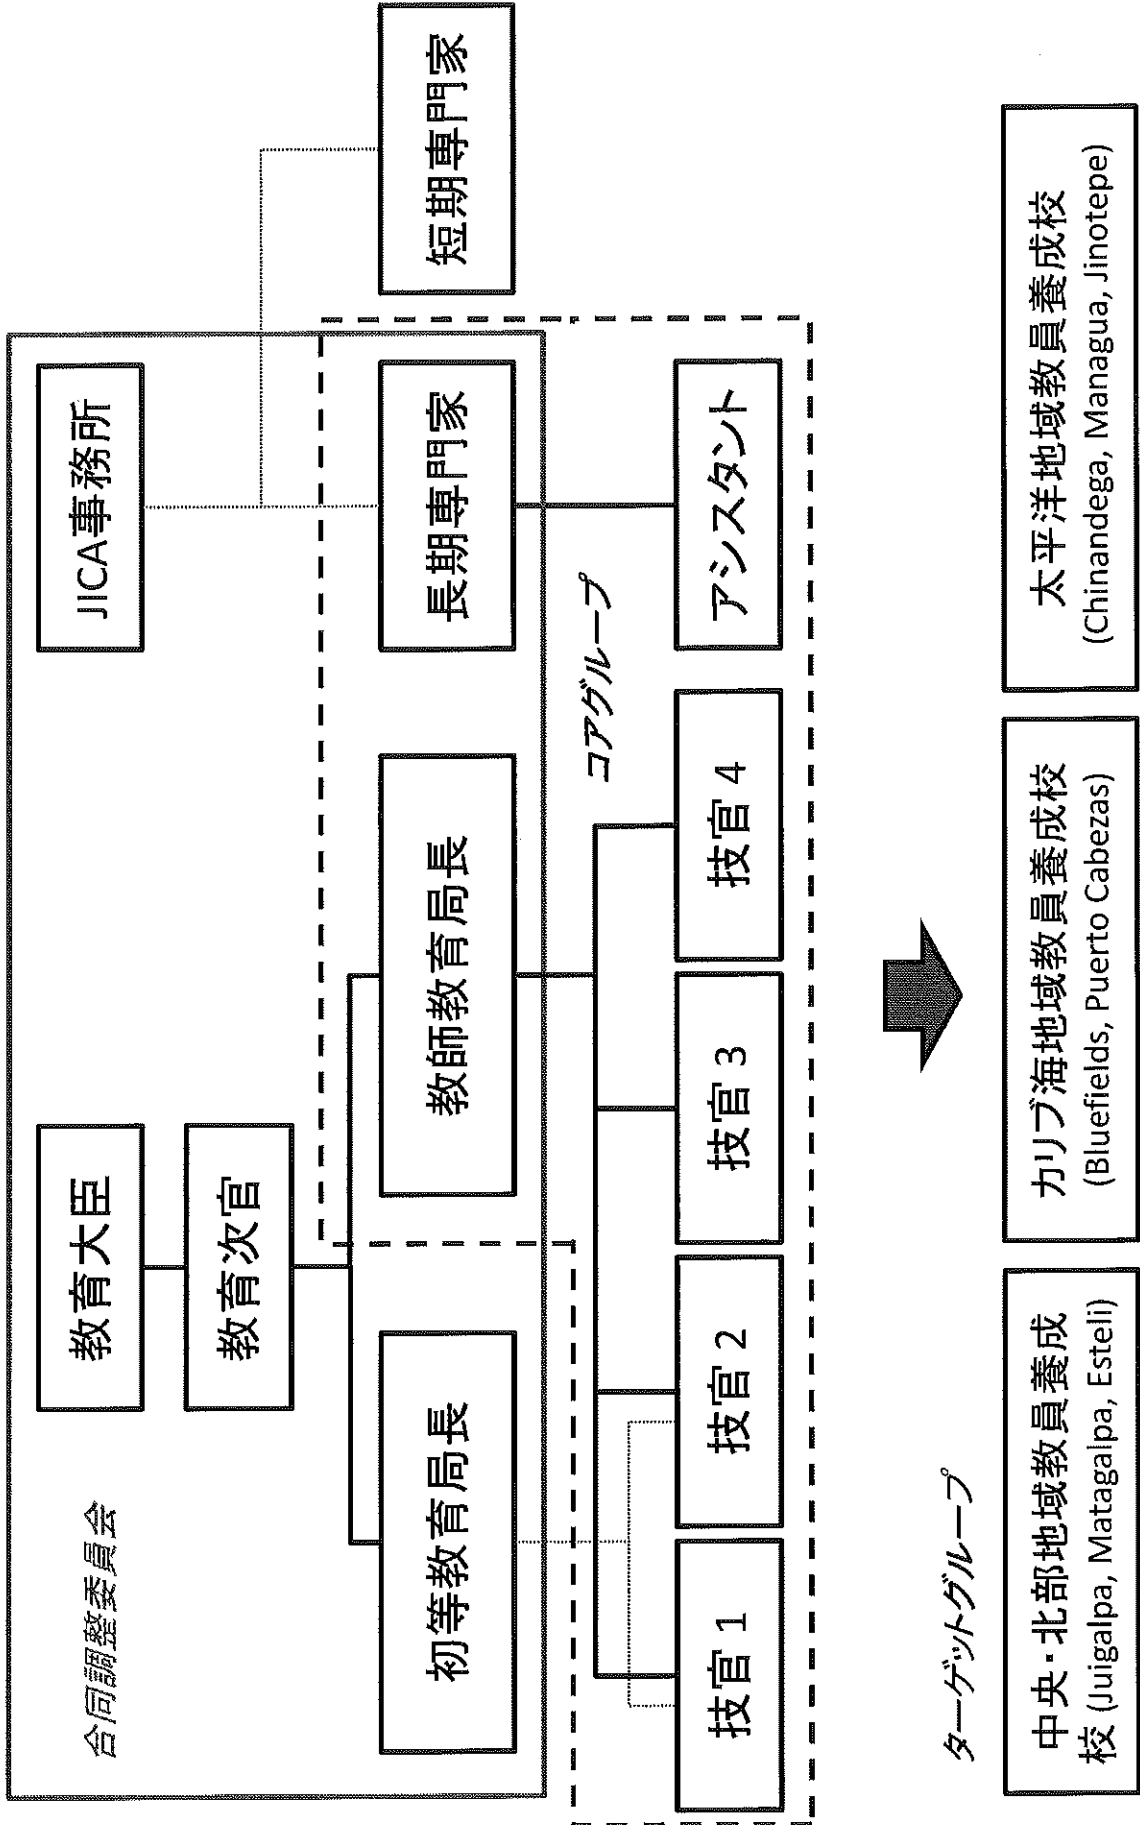 合同調整委員会
教育大臣
JICA事務所
教育次官
初等教育局長
教師教育局長
長期専門家
短期専門家
コアグループ
技官 1
技官 2
技官 3
技官 4
アシスタント
ターゲットグループ
中央・北部地域教員養成
校 (Juigalpa, Matagalpa, Esteli)
カリブ海地域教員養成校
(Bluefields, Puerto Cabezas)
太平洋地域教員養成校
(Chinandega, Managua, Jinotepe)